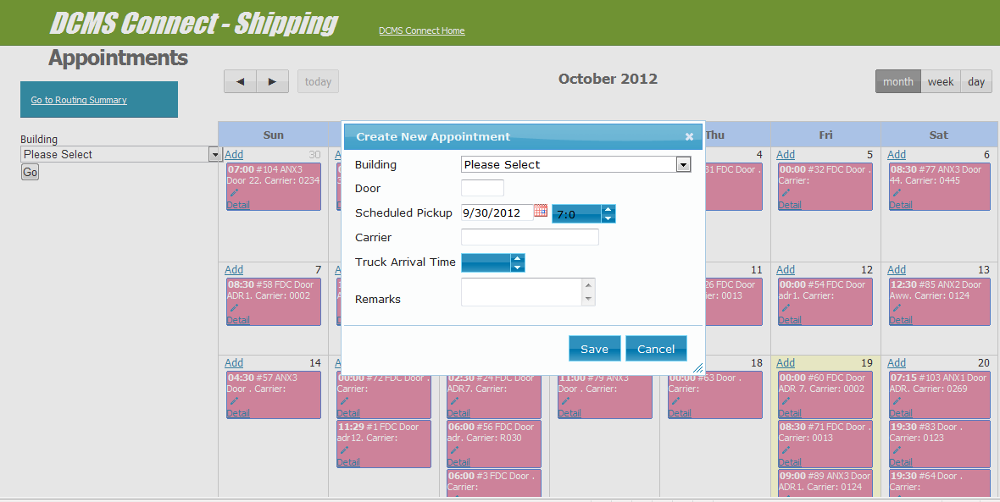 DCMS Connect - Shipping
DCMS Connect Home
Appointments
Go to Routing Summary
Building
Please Select
Go
◄ ► today
October 2012
month week day
Sun Thu Fri Sat
Add 30
07:00 #104 ANX3
Door 22. Carrier: 0234
Detail
4
31 FDC Door .
Add 5
00:00 #32 FDC Door .
Carrier:
Detail
Add 6
08:30 #77 ANX3 Door
44. Carrier: 0445
Detail
Create New Appointment ×
Building Please Select
Door
Scheduled Pickup 9/30/2012 7:0
Carrier
Truck Arrival Time
Remarks
Save Cancel
Add 7
08:30 #58 FDC Door
ADR1. Carrier: 0002
Detail
11
26 FDC Door .
: 0013
Add 12
00:00 #54 FDC Door
adr1. Carrier:
Detail
Add 13
12:30 #85 ANX2 Door
Aww. Carrier: 0124
Detail
Add 14
04:30 #57 ANX3
Door . Carrier:
Detail
00:00 #72 FDC Door .
Carrier:
Detail
11:29 #1 FDC Door
adr12. Carrier:
Detail
02:30 #24 FDC Door
ADR7. Carrier:
Detail
06:00 #56 FDC Door
adr. Carrier: R030
Detail
06:00 #3 FDC Door .
Carrier:
11:00 #79 ANX3
Door . Carrier:
Detail
18
00:00 #63 Door .
Carrier:
Detail
Add 19
00:00 #60 FDC Door
ADR 7. Carrier: 0002
Detail
08:30 #71 FDC Door .
Carrier: 0013
Detail
09:00 #89 ANX3 Door
ADR1. Carrier: 0124
Add 20
07:15 #103 ANX1 Door
ADR. Carrier: 0269
Detail
19:30 #83 Door .
Carrier: 0123
Detail
19:30 #64 Door .
Carrier: